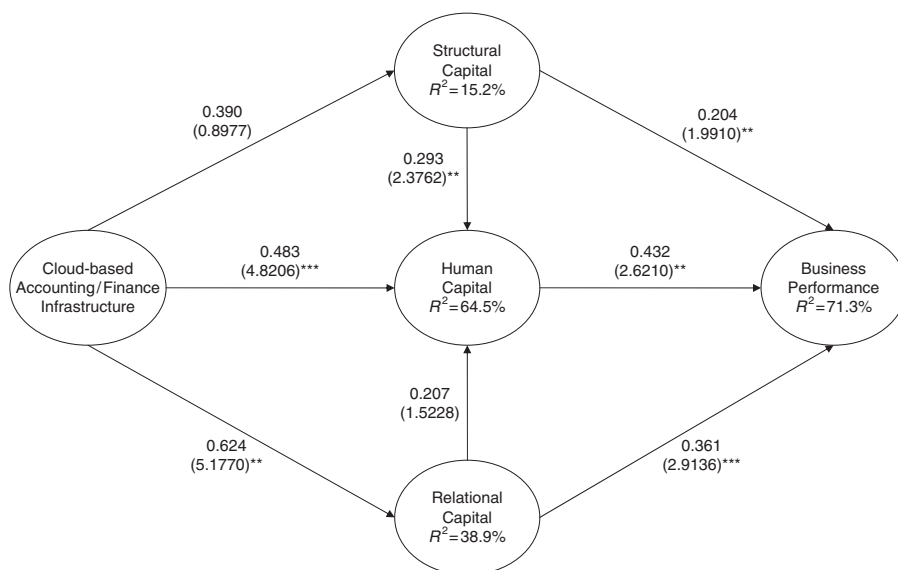 Structural
Capital
R²=15.2%
0.390
(0.8977)
0.204
(1.9910)**
0.293
(2.3762)**
Cloud-based
Accounting/Finance
Infrastructure
0.483
(4.8206)***
Human
Capital
R²=64.5%
0.432
(2.6210)**
Business
Performance
R²=71.3%
0.207
(1.5228)
0.624
(5.1770)**
0.361
(2.9136)***
Relational
Capital
R²=38.9%